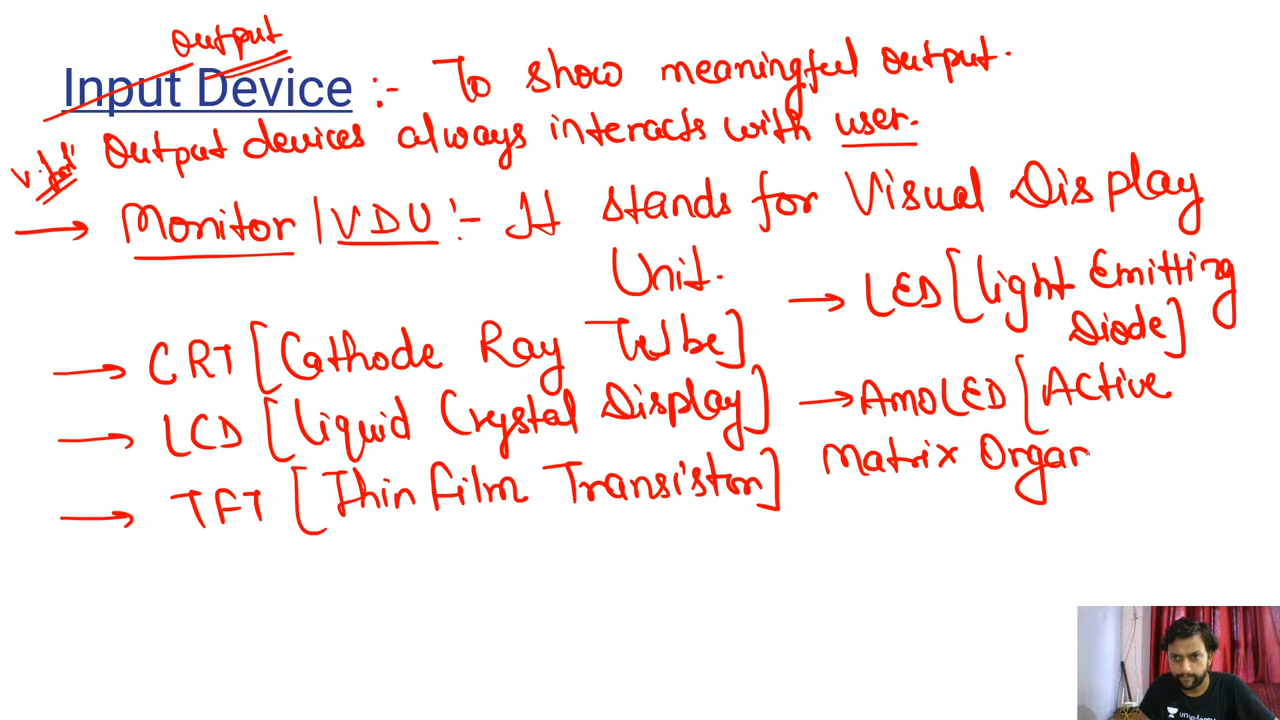 Output
Input Device :- To show meaningful output.
V.Imp" Output devices always interacts with user.
→ Monitor | VDU :- It stands for Visual Display
Unit.
→ CRT [Cathode Ray Tube]
→ LCD [Liquid Crystal Display]
→ TFT [Thin Film Transistor]
→ LED [Light Emitting
Diode]
→ AMOLED [Active
Matrix Organ